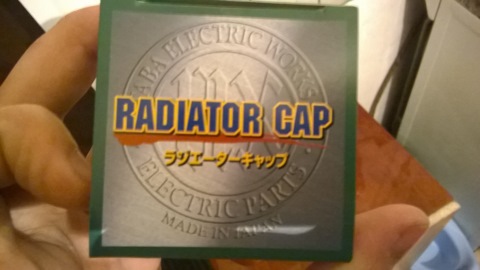 ABA ELECTRIC WORKS
RADIATOR CAP
ラジエーターキャップ
ELECTRIC PARTS
MADE IN JAPAN